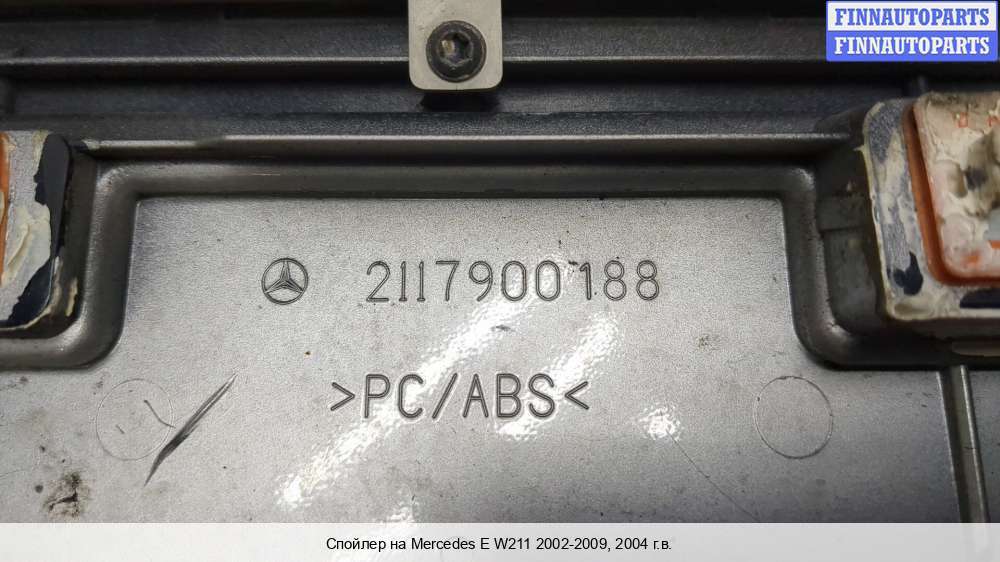 FINNAUTOPARTS
FINNAUTOPARTS
2117900188
>PC/ABS<
Спойлер на Mercedes E W211 2002-2009, 2004 г.в.